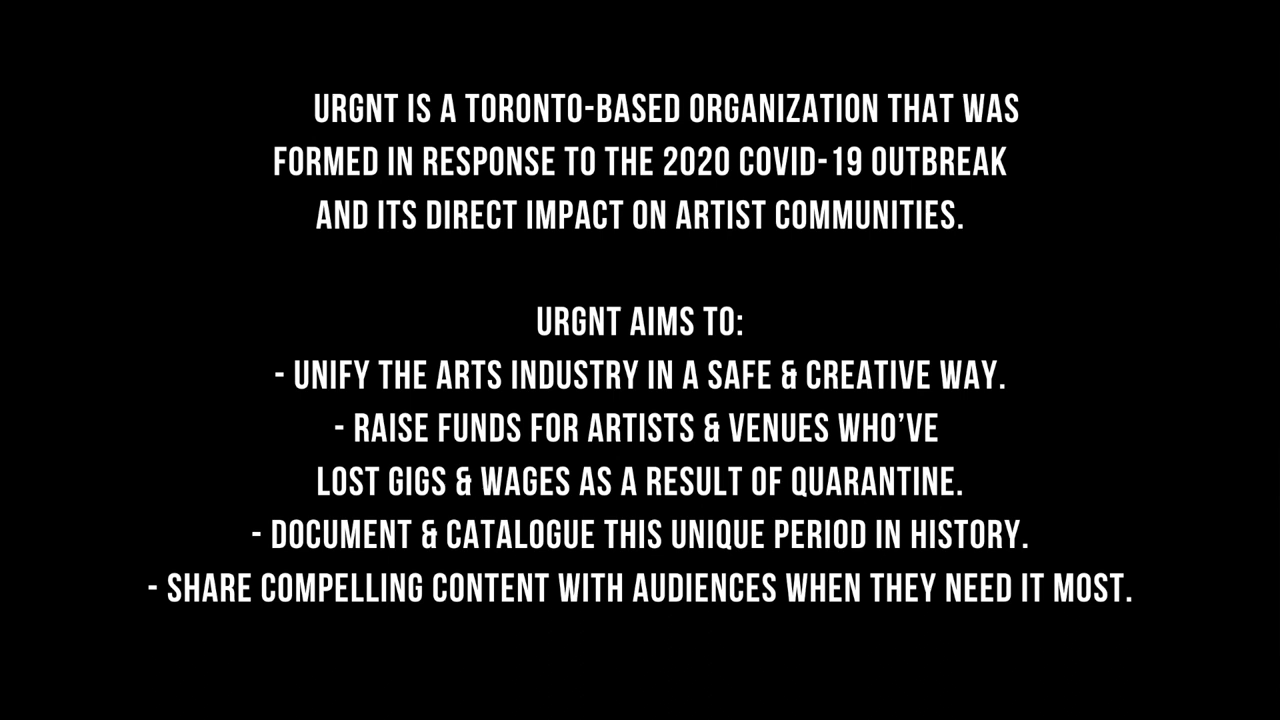 URGNT IS A TORONTO-BASED ORGANIZATION THAT WAS
FORMED IN RESPONSE TO THE 2020 COVID-19 OUTBREAK
AND ITS DIRECT IMPACT ON ARTIST COMMUNITIES.
URGNT AIMS TO:
- UNIFY THE ARTS INDUSTRY IN A SAFE & CREATIVE WAY.
- RAISE FUNDS FOR ARTISTS & VENUES WHO’VE
LOST GIGS & WAGES AS A RESULT OF QUARANTINE.
- DOCUMENT & CATALOGUE THIS UNIQUE PERIOD IN HISTORY.
- SHARE COMPELLING CONTENT WITH AUDIENCES WHEN THEY NEED IT MOST.